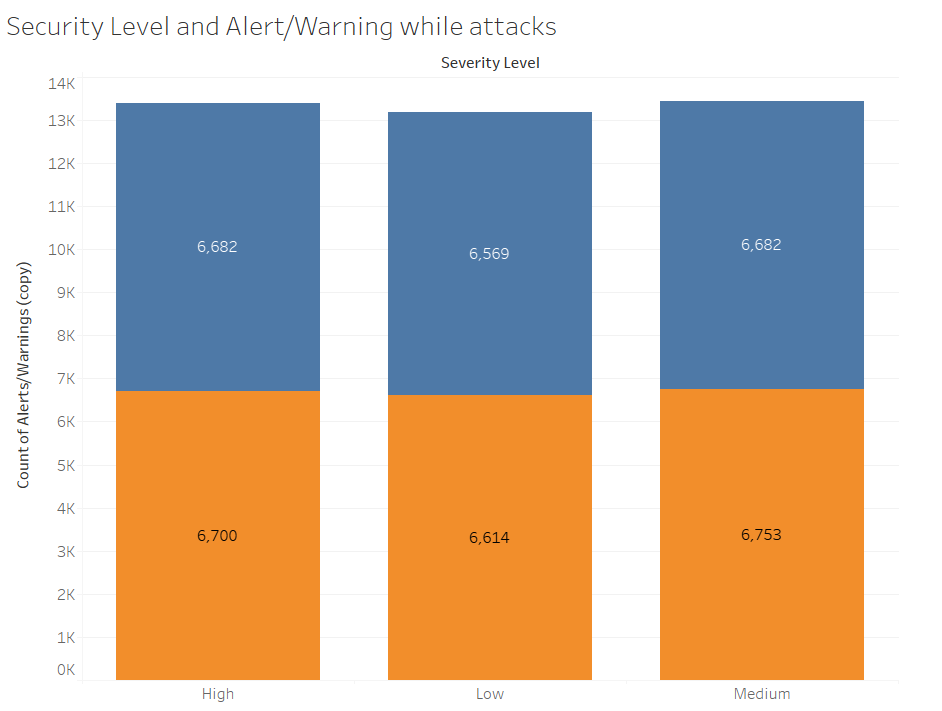 Security Level and Alert/Warning while attacks
Severity Level
14K
13K
12K
11K
10K
9K
8K
7K
6K
5K
4K
3K
2K
1K
0K
Count of Alerts/Warnings (copy)
6,682
6,569
6,682
6,700
6,614
6,753
High
Low
Medium